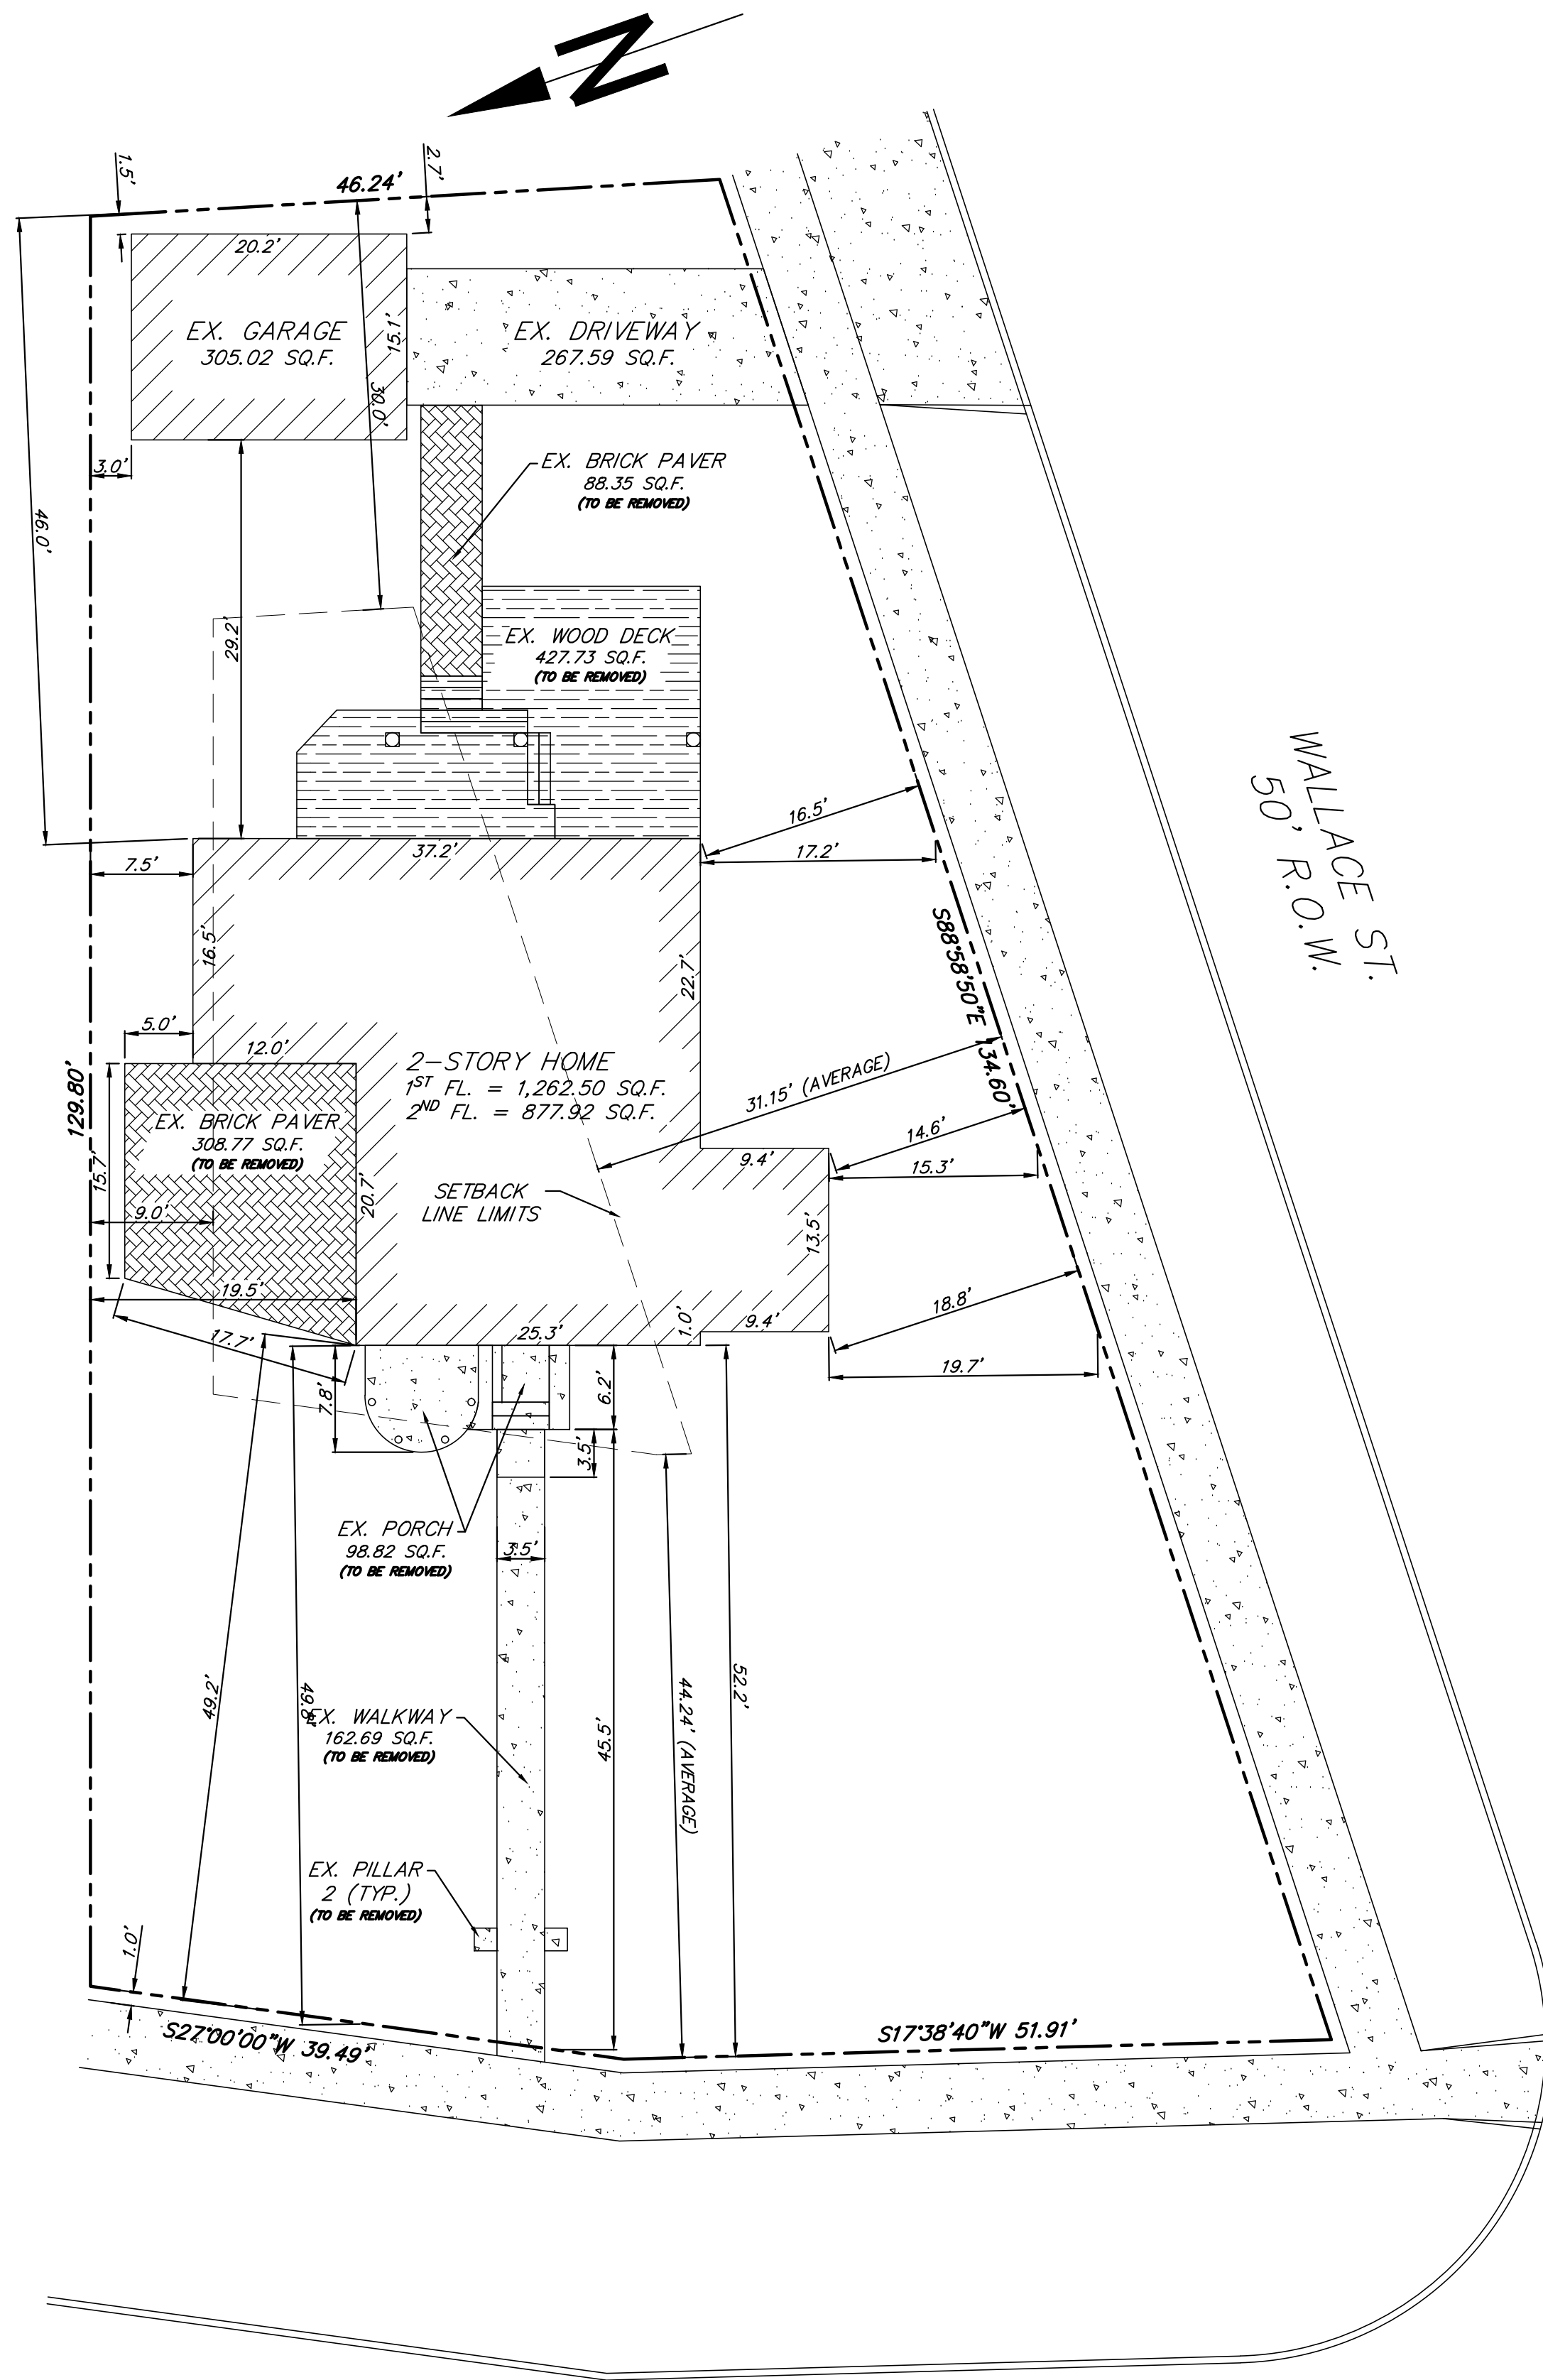 N
1.5'
46.24'
2.7'
20.2'
EX. GARAGE
305.02 SQ.F.
15.1'
30.0'
EX. DRIVEWAY
267.59 SQ.F.
3.0'
46.0'
29.2'
EX. BRICK PAVER
88.35 SQ.F.
(TO BE REMOVED)
EX. WOOD DECK
427.73 SQ.F.
(TO BE REMOVED)
WALLACE ST.
50' R.O.W.
16.5'
17.2'
37.2'
7.5'
16.5'
22.7'
S88°58'50"E 134.60'
5.0'
12.0'
129.80'
2-STORY HOME
1ST FL. = 1,262.50 SQ.F.
2ND FL. = 877.92 SQ.F.
31.15' (AVERAGE)
EX. BRICK PAVER
308.77 SQ.F.
(TO BE REMOVED)
14.6'
15.3'
9.4'
15.7'
20.7'
9.0'
SETBACK
LINE LIMITS
13.5'
19.5'
18.8'
17.7'
25.3'
1.0'
9.4'
19.7'
7.8'
6.2'
3.5'
EX. PORCH
98.82 SQ.F.
(TO BE REMOVED)
3.5'
49.2'
49.8'
EX. WALKWAY
162.69 SQ.F.
(TO BE REMOVED)
45.5'
44.24' (AVERAGE)
52.2'
EX. PILLAR
2 (TYP.)
(TO BE REMOVED)
1.0'
S27°00'00"W 39.49'
S17°38'40"W 51.91'